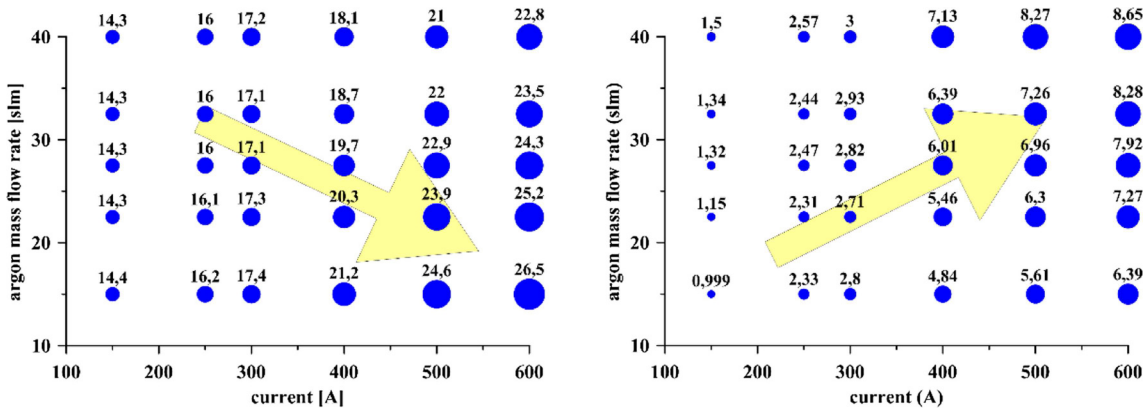 14,3 16 17,2 18,1 21 22,8
40
14,3 16 17,1 18,7 22 23,5
30
14,3 16 17,1 19,7 22,9 24,3
14,3 16,1 17,3 20,3 23,9 25,2
20
14,4 16,2 17,4 21,2 24,6 26,5
10
100 200 300 400 500 600
current [A]
argon mass flow rate [slm]
1,5 2,57 3 7,13 8,27 8,65
40
1,34 2,44 2,93 6,39 7,26 8,28
30
1,32 2,47 2,82 6,01 6,96 7,92
1,15 2,31 2,71 5,46 6,3 7,27
20
0,999 2,33 2,8 4,84 5,61 6,39
10
100 200 300 400 500 600
current (A)
argon mass flow rate (slm)